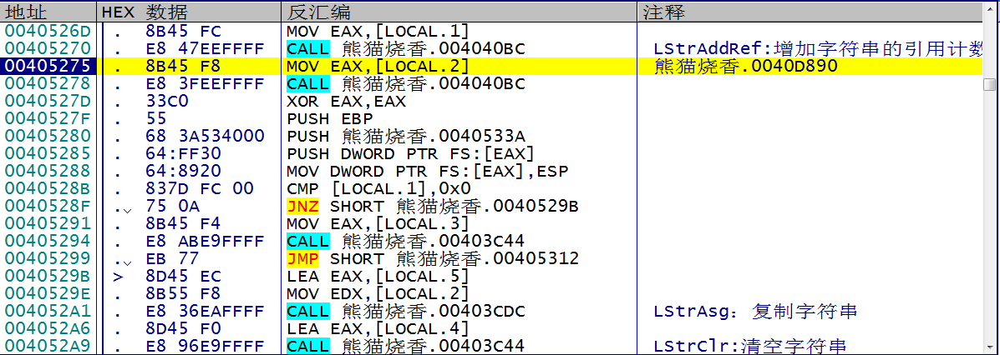 地址 HEX 数据 反汇编 注释
0040526D . 8B45 FC MOV EAX,[LOCAL.1]
00405270 . E8 47EEFFFF CALL 熊猫烧香.004040BC LStrAddRef:增加字符串的引用计数
00405275 . 8B45 F8 MOV EAX,[LOCAL.2] 熊猫烧香.0040D890
00405278 . E8 3FEEFFFF CALL 熊猫烧香.004040BC
0040527D . 33C0 XOR EAX,EAX
0040527F . 55 PUSH EBP
00405280 . 68 3A534000 PUSH 熊猫烧香.0040533A
00405285 . 64:FF30 PUSH DWORD PTR FS:[EAX]
00405288 . 64:8920 MOV DWORD PTR FS:[EAX],ESP
0040528B . 837D FC 00 CMP [LOCAL.1],0x0
0040528F . 75 0A JNZ SHORT 熊猫烧香.0040529B
00405291 . 8B45 F4 MOV EAX,[LOCAL.3]
00405294 . E8 ABE9FFFF CALL 熊猫烧香.00403C44
00405299 . EB 77 JMP SHORT 熊猫烧香.00405312
0040529B > 8D45 EC LEA EAX,[LOCAL.5]
0040529E . 8B55 F8 MOV EDX,[LOCAL.2]
004052A1 . E8 36EAFFFF CALL 熊猫烧香.00403CDC LStrAsg: 复制字符串
004052A6 . 8D45 F0 LEA EAX,[LOCAL.4]
004052A9 . E8 96E9FFFF CALL 熊猫烧香.00403C44 LStrClr:清空字符串